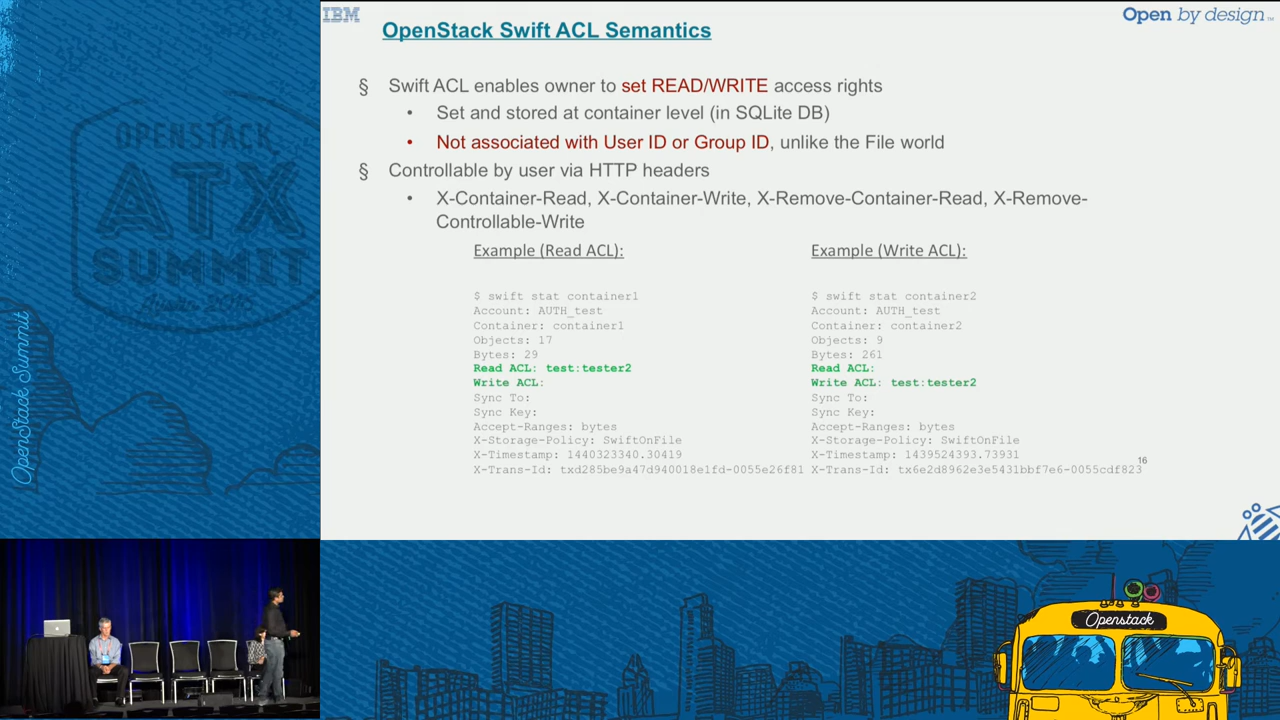 IBM
Open by design™
OpenStack Swift ACL Semantics
§ Swift ACL enables owner to set READ/WRITE access rights
• Set and stored at container level (in SQLite DB)
• Not associated with User ID or Group ID, unlike the File world
§ Controllable by user via HTTP headers
• X-Container-Read, X-Container-Write, X-Remove-Container-Read, X-Remove-
Controllable-Write
Example (Read ACL):
$ swift stat container1
Account: AUTH_test
Container: container1
Objects: 17
Bytes: 29
Read ACL: test:tester2
Write ACL:
Sync To:
Sync Key:
Accept-Ranges: bytes
X-Storage-Policy: SwiftOnFile
X-Timestamp: 1440323340.30419
X-Trans-Id: txd285be9a47d940018e1fd-0055e26f81
Example (Write ACL):
$ swift stat container2
Account: AUTH_test
Container: container2
Objects: 9
Bytes: 261
Read ACL:
Write ACL: test:tester2
Sync To:
Sync Key:
Accept-Ranges: bytes
X-Storage-Policy: SwiftOnFile
X-Timestamp: 1439524393.73931
X-Trans-Id: tx6e2d8962e3e5431bbf7e6-0055cdf823
16
OPENSTACK
ATX
SUMMIT
Austin 2016
OpenStack Summit
Openstack